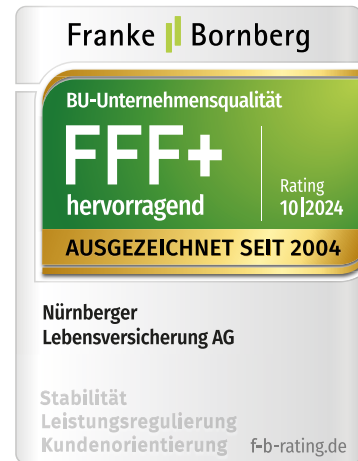 Franke Bornberg
BU-Unternehmensqualität
FFF+
hervorragend
Rating
10|2024
AUSGEZEICHNET SEIT 2004
Nürnberger
Lebensversicherung AG
Stabilität
Leistungsregulierung
Kundenorientierung
f-b-rating.de